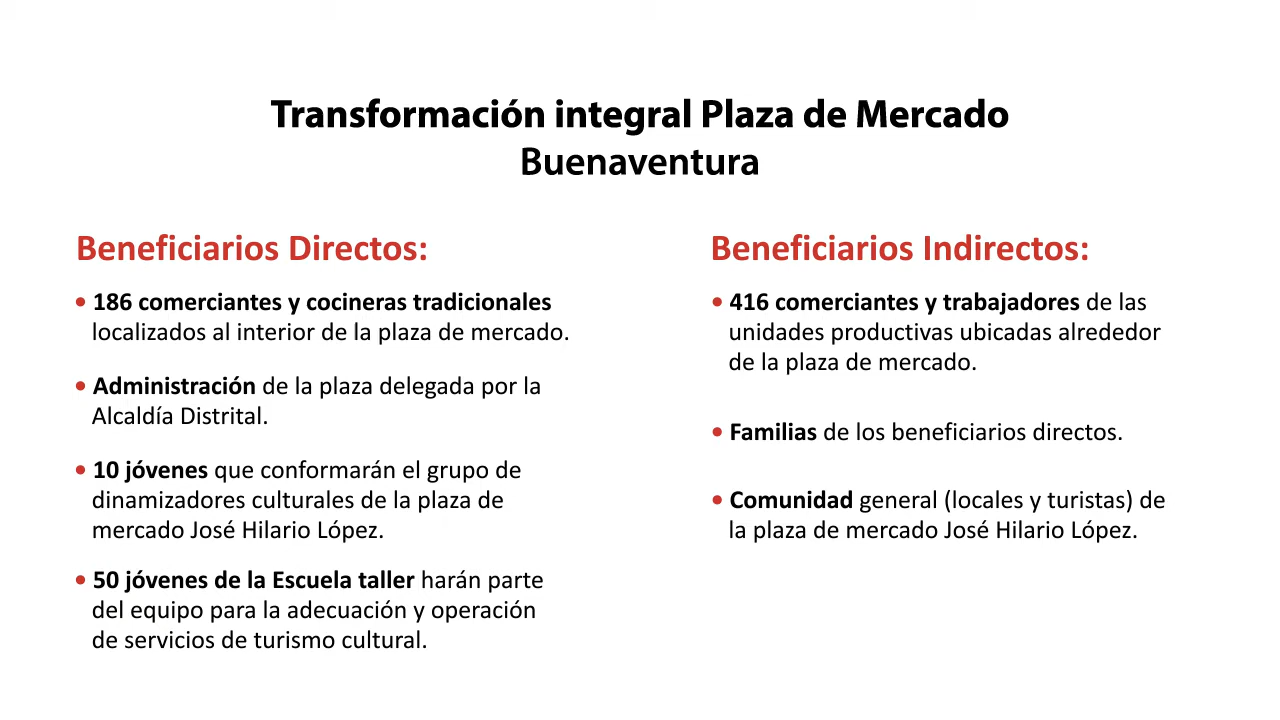 Transformación integral Plaza de Mercado
Buenaventura
Beneficiarios Directos:
• 186 comerciantes y cocineras tradicionales
localizados al interior de la plaza de mercado.
• Administración de la plaza delegada por la
Alcaldía Distrital.
• 10 jóvenes que conformarán el grupo de
dinamizadores culturales de la plaza de
mercado José Hilario López.
• 50 jóvenes de la Escuela taller harán parte
del equipo para la adecuación y operación
de servicios de turismo cultural.
Beneficiarios Indirectos:
• 416 comerciantes y trabajadores de las
unidades productivas ubicadas alrededor
de la plaza de mercado.
• Familias de los beneficiarios directos.
• Comunidad general (locales y turistas) de
la plaza de mercado José Hilario López.